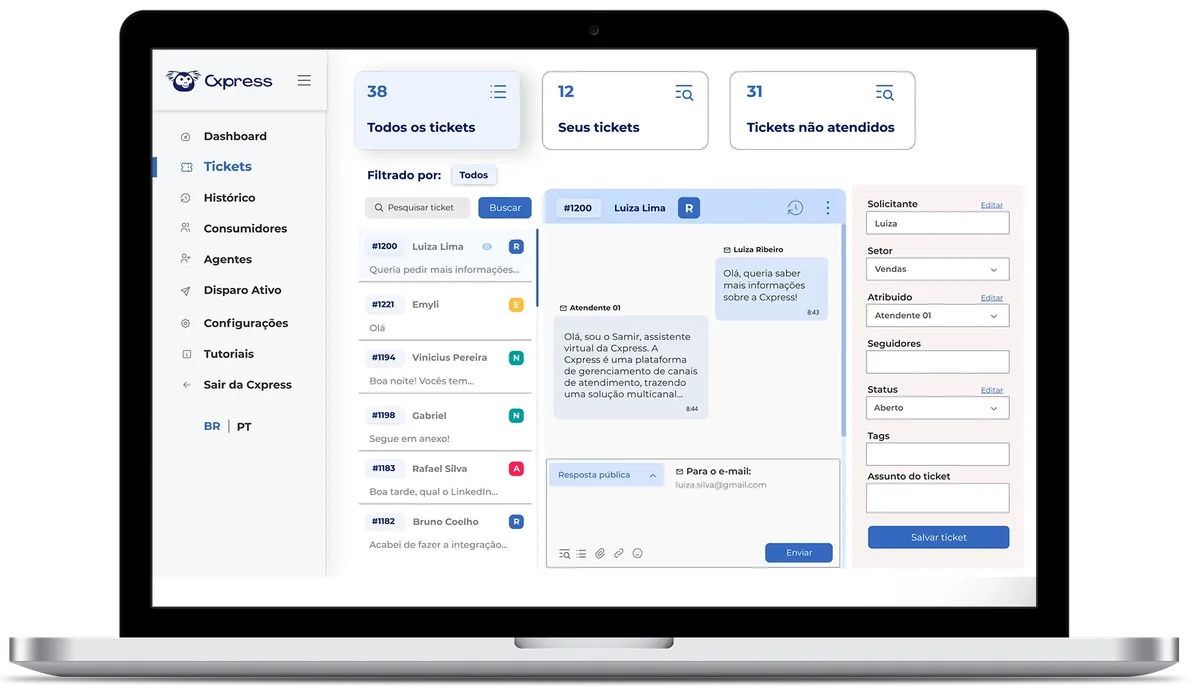 Cxpress
Dashboard
Tickets
Histórico
Consumidores
Agentes
Disparo Ativo
Configurações
Tutoriais
Sair da Cxpress
BR | PT
38
Todos os tickets
12
Seus tickets
31
Tickets não atendidos
Filtrado por:
Todos
Pesquisar ticket
Buscar
#1200 Luiza Lima R
Queria pedir mais informações...
#1221 Emyli E
Olá
#1194 Vinicius Pereira N
Boa noite! Vocês tem...
#1198 Gabriel N
Segue em anexo!
#1183 Rafael Silva A
Boa tarde, qual o LinkedIn...
#1182 Bruno Coelho R
Acabei de fazer a integração...
#1200 Luiza Lima R
Luiza Ribeiro
Olá, queria saber
mais informações
sobre a Cxpress!
8:43
Atendente 01
Olá, sou o Samir, assistente
virtual da Cxpress. A
Cxpress é uma plataforma
de gerenciamento de canais
de atendimento, trazendo
uma solução multicanal...
8:44
Resposta pública
Para o e-mail:
luiza.silva@gmail.com
Enviar
Solicitante Editar
Luiza
Setor
Vendas
Atribuido Editar
Atendente 01
Seguidores
Status Editar
Aberto
Tags
Assunto do ticket
Salvar ticket